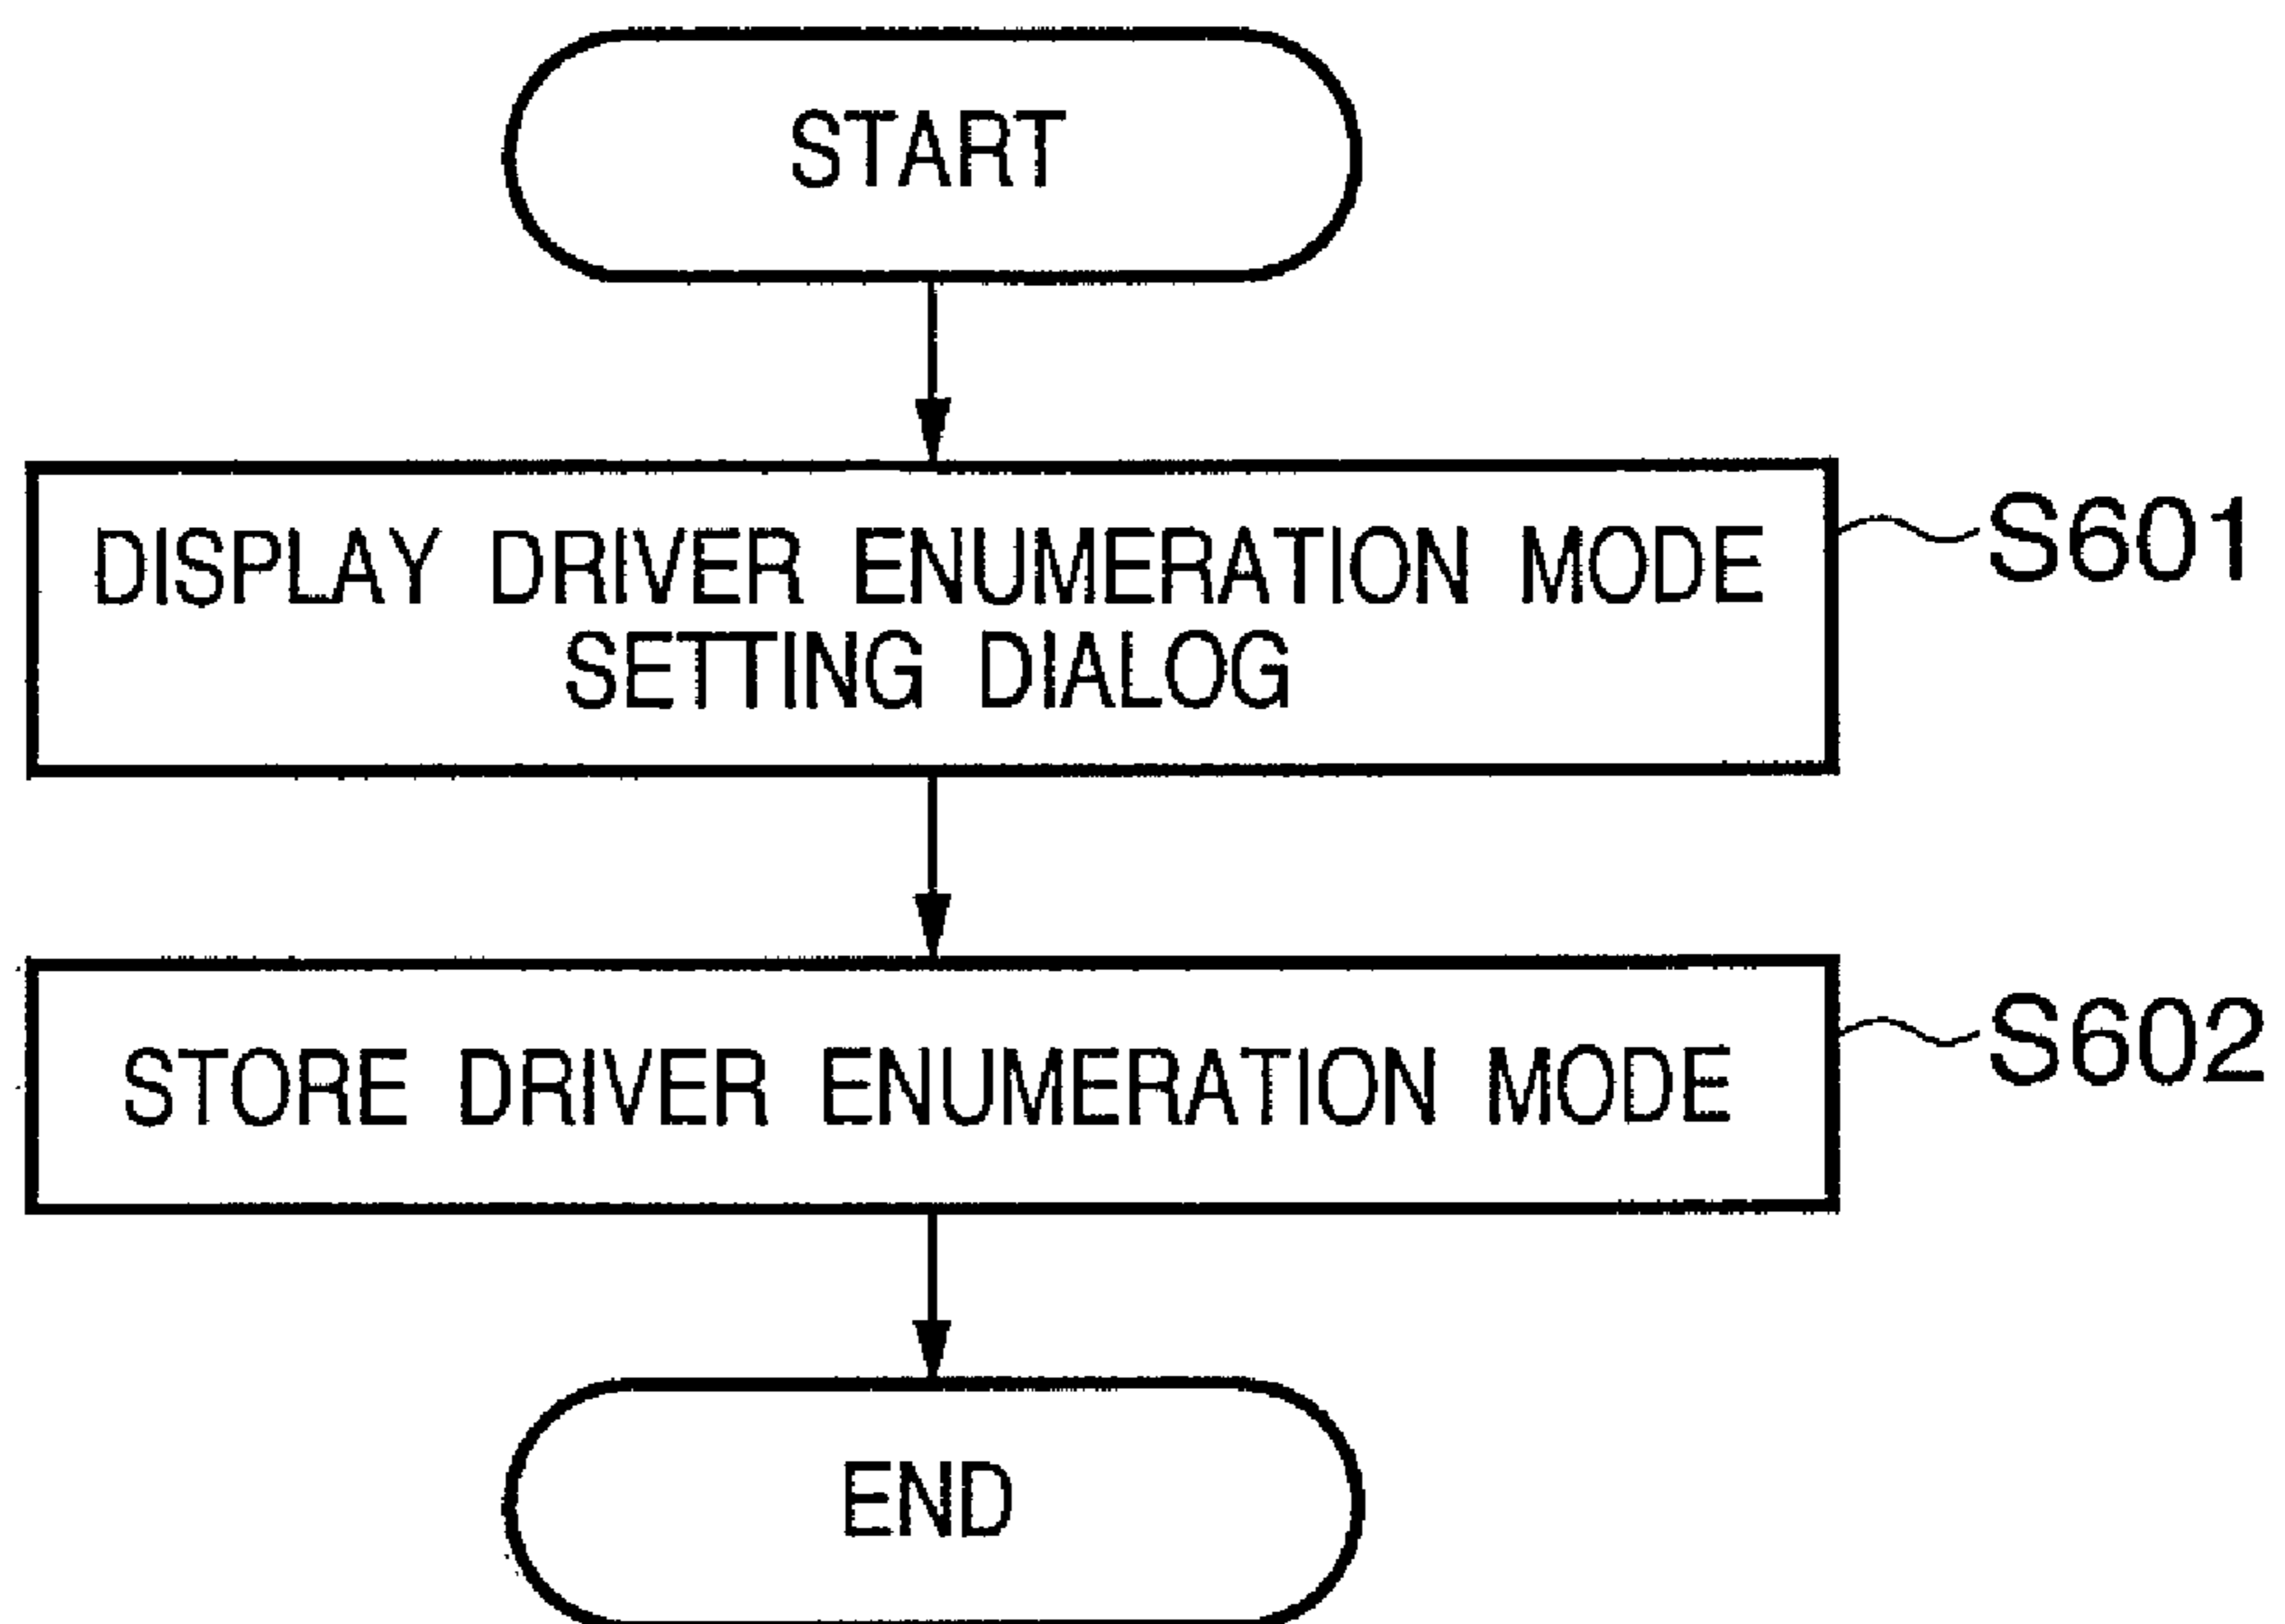 START
DISPLAY DRIVER ENUMERATION MODE
SETTING DIALOG
S601
STORE DRIVER ENUMERATION MODE
S602
END